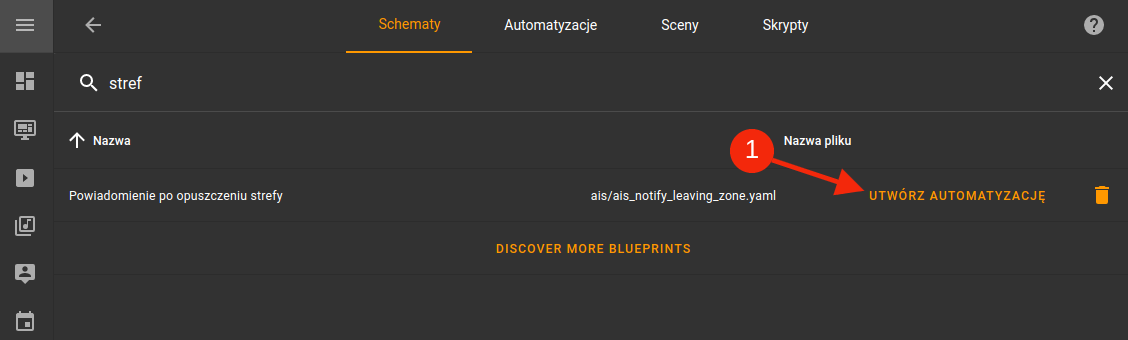 Schematy
Automatyzacje
Sceny
Skrypty
stref
Nazwa
Nazwa pliku
1
Powiadomienie po opuszczeniu strefy
ais/ais_notify_leaving_zone.yaml
UTWÓRZ AUTOMATYZACJĘ
DISCOVER MORE BLUEPRINTS